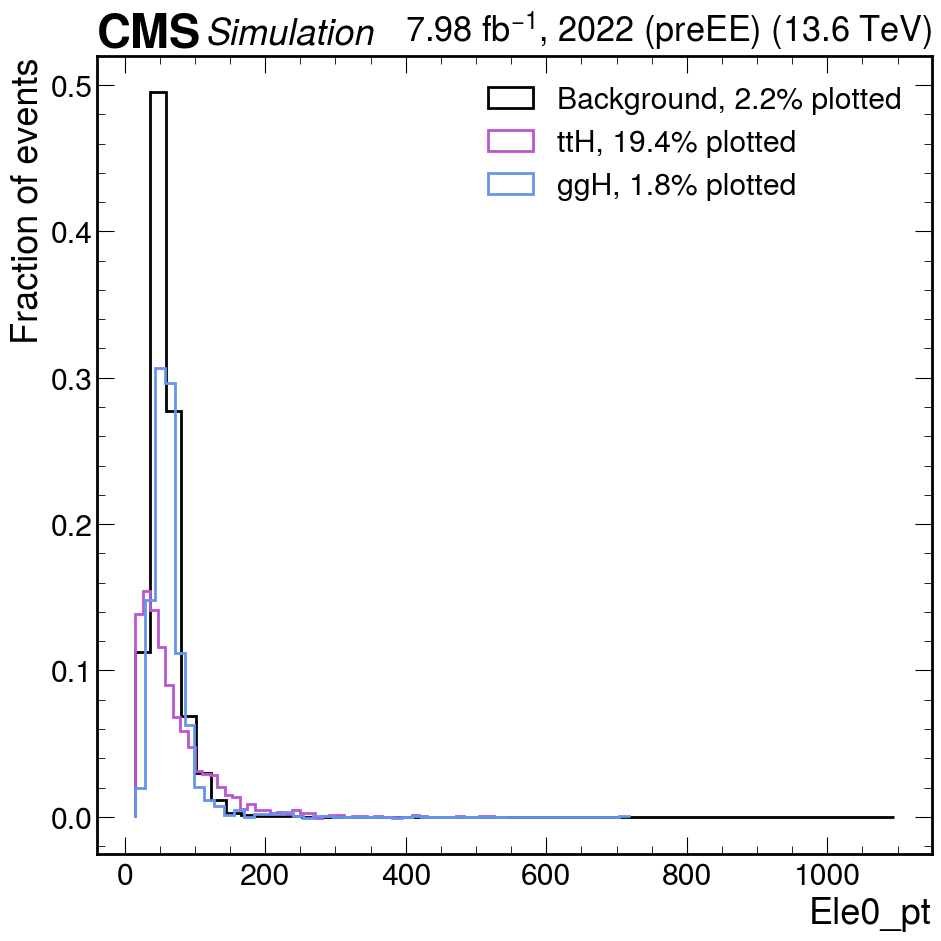 CMS Simulation 7.98 fb⁻¹, 2022 (preEE) (13.6 TeV)
Fraction of events
0.5
0.4
0.3
0.2
0.1
0.0
Background, 2.2% plotted
ttH, 19.4% plotted
ggH, 1.8% plotted
0 200 400 600 800 1000
Ele0_pt